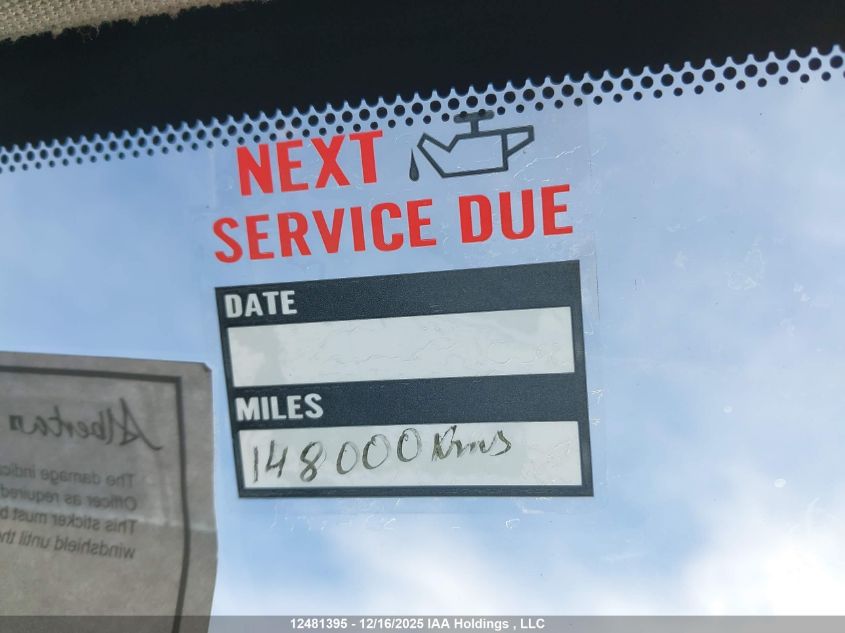 NEXT
SERVICE DUE
DATE
MILES
148000 Kms
Alberta
The damage indica
Officer as required
This sticker must b
windshield until th
12481395 - 12/16/2025 IAA Holdings , LLC